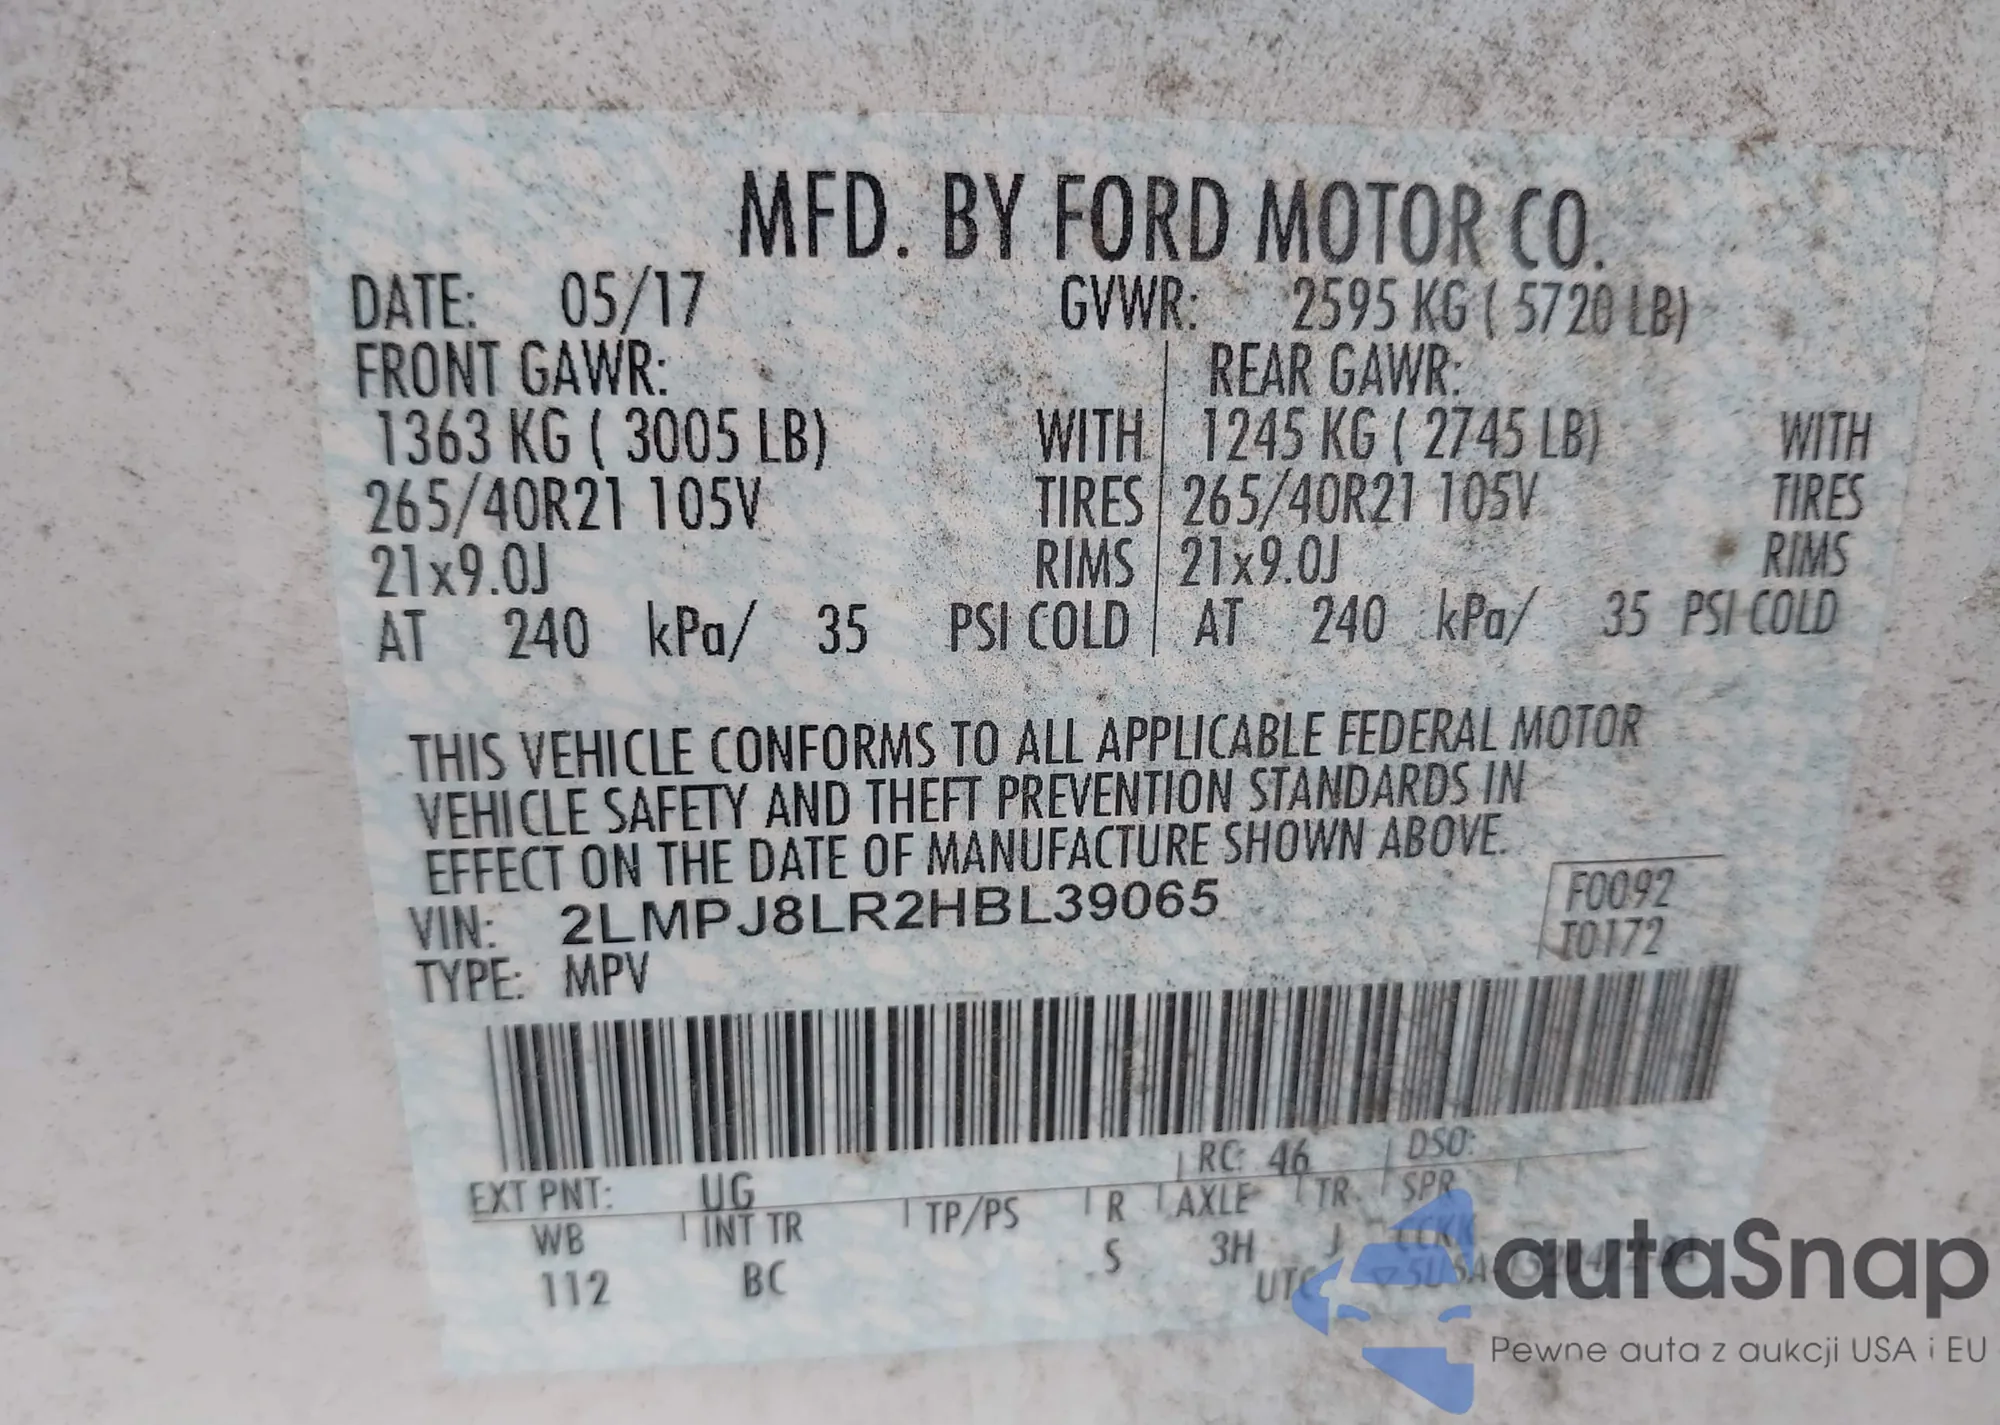 MFD. BY FORD MOTOR CO.
DATE: 05/17 GVWR: 2595 KG ( 5720 LB)
FRONT GAWR: REAR GAWR:
1363 KG ( 3005 LB) WITH 1245 KG ( 2745 LB) WITH
265/40R21 105V TIRES 265/40R21 105V TIRES
21x9.0J RIMS 21x9.0J RIMS
AT 240 kPa/ 35 PSI COLD AT 240 kPa/ 35 PSI COLD
THIS VEHICLE CONFORMS TO ALL APPLICABLE FEDERAL MOTOR
VEHICLE SAFETY AND THEFT PREVENTION STANDARDS IN
EFFECT ON THE DATE OF MANUFACTURE SHOWN ABOVE.
VIN: 2LMPJ8LR2HBL39065
F0092
T0172
TYPE: MPV
RC: 46 DSO:
EXT PNT: UG
WB INT TR TP/PS R AXLE TR SPR
112 BC S 3H J CCKK
autaSnap
Pewne auta z aukcji USA i EU